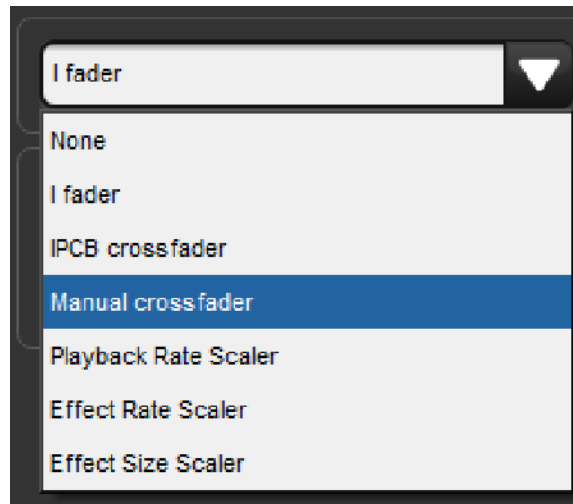 I fader
None
I fader
IPCB crossfader
Manual crossfader
Playback Rate Scaler
Effect Rate Scaler
Effect Size Scaler